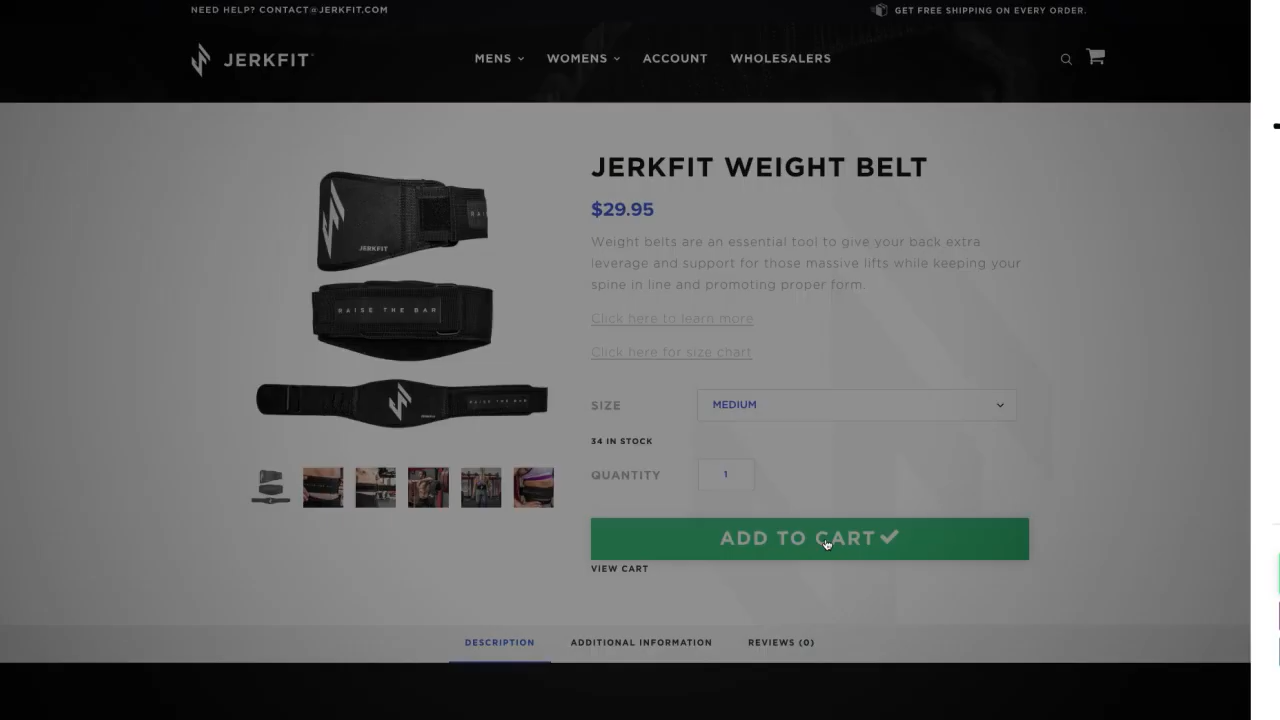 NEED HELP? CONTACT@JERKFIT.COM
GET FREE SHIPPING ON EVERY ORDER.
JERKFIT
MENS
WOMENS
ACCOUNT
WHOLESALERS
JERKFIT WEIGHT BELT
$29.95
Weight belts are an essential tool to give your back extra
leverage and support for those massive lifts while keeping your
spine in line and promoting proper form.
Click here to learn more
Click here for size chart
JERKFIT
RAISE THE BAR
RAISE THE BAR
SIZE
MEDIUM
34 IN STOCK
QUANTITY
1
ADD TO CART
VIEW CART
DESCRIPTION
ADDITIONAL INFORMATION
REVIEWS (0)